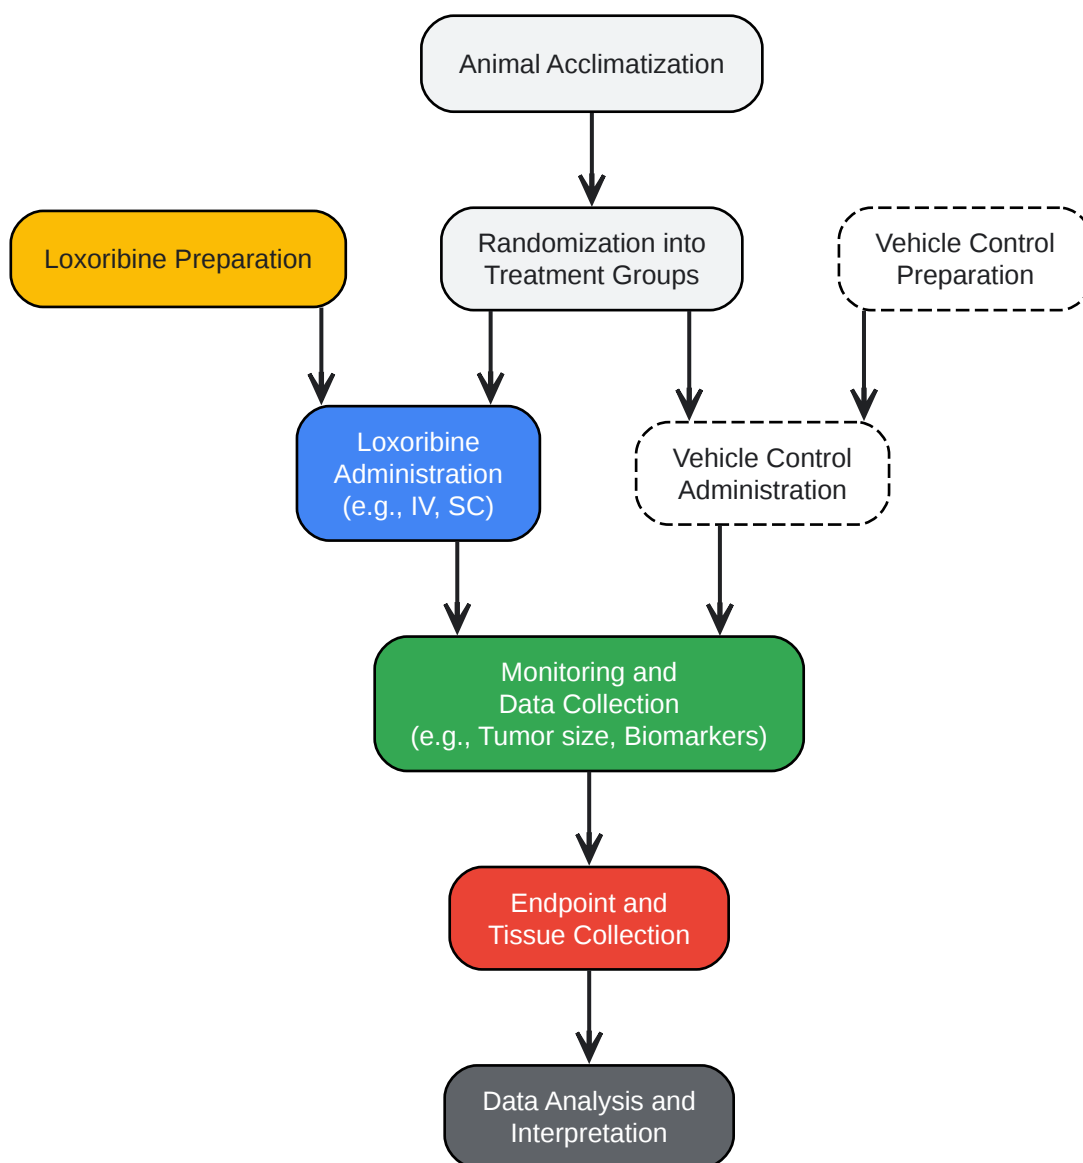 Animal Acclimatization
Loxoribine Preparation
Randomization into
Treatment Groups
Vehicle Control
Preparation
Loxoribine
Administration
(e.g., IV, SC)
Vehicle Control
Administration
Monitoring and
Data Collection
(e.g., Tumor size, Biomarkers)
Endpoint and
Tissue Collection
Data Analysis and
Interpretation